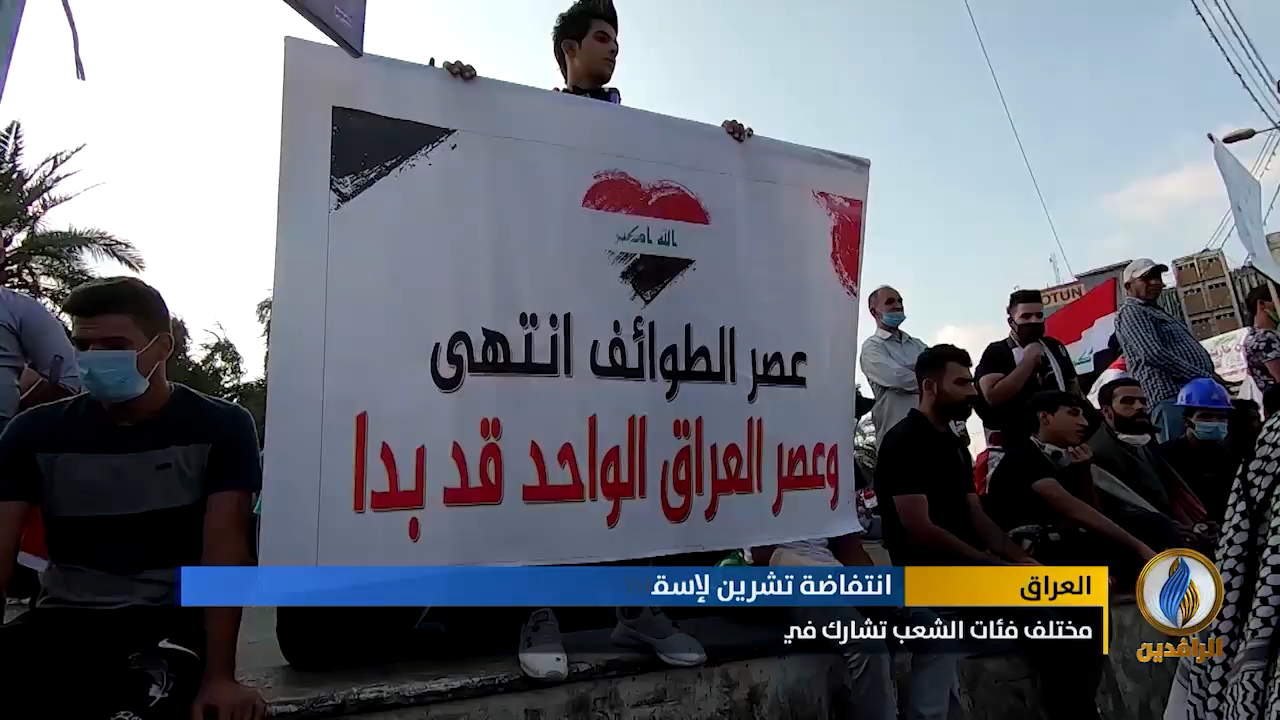 الله اكبر
عصر الطوائف انتهى
وعصر العراق الواحد قد بدا
OTUN
العراق
انتفاضة تشرين لإسق
مختلف فئات الشعب تشارك في
الرافدين